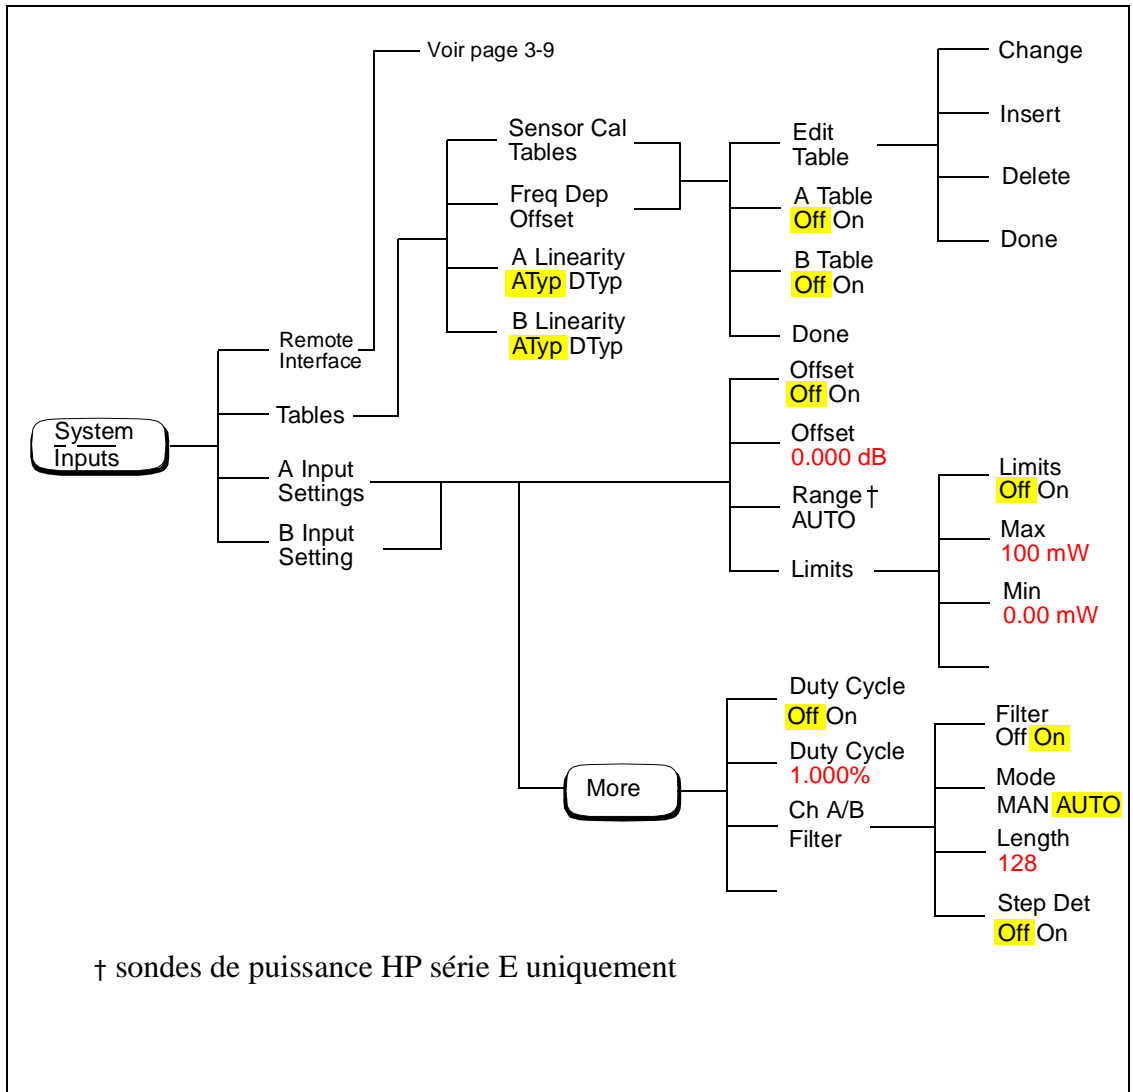 Voir page 3-9
Change
Insert
Delete
Done
Sensor Cal
Tables
Freq Dep
Offset
A Linearity
ATyp DTyp
B Linearity
ATyp DTyp
Edit
Table
A Table
Off On
B Table
Off On
Done
Remote
Interface
Tables
System
Inputs
A Input
Settings
B Input
Setting
Offset
Off On
Offset
0.000 dB
Range †
AUTO
Limits
Limits
Off On
Max
100 mW
Min
0.00 mW
More
Duty Cycle
Off On
Duty Cycle
1.000%
Ch A/B
Filter
Filter
Off On
Mode
MAN AUTO
Length
128
Step Det
Off On
† sondes de puissance HP série E uniquement